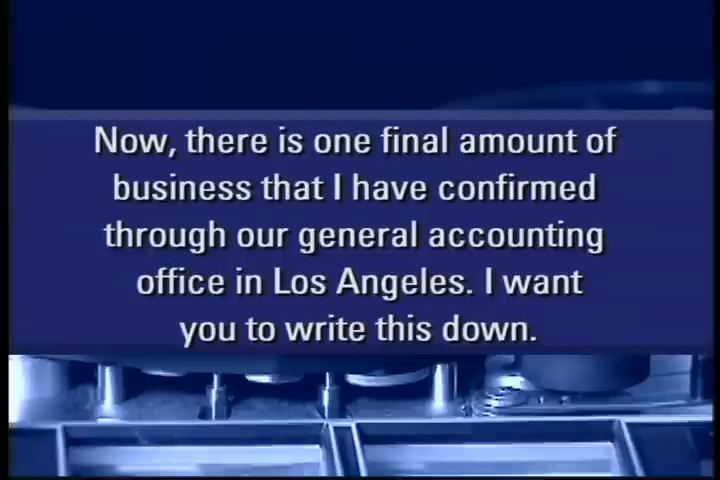 Now, there is one final amount of
business that I have confirmed
through our general accounting
office in Los Angeles. I want
you to write this down.